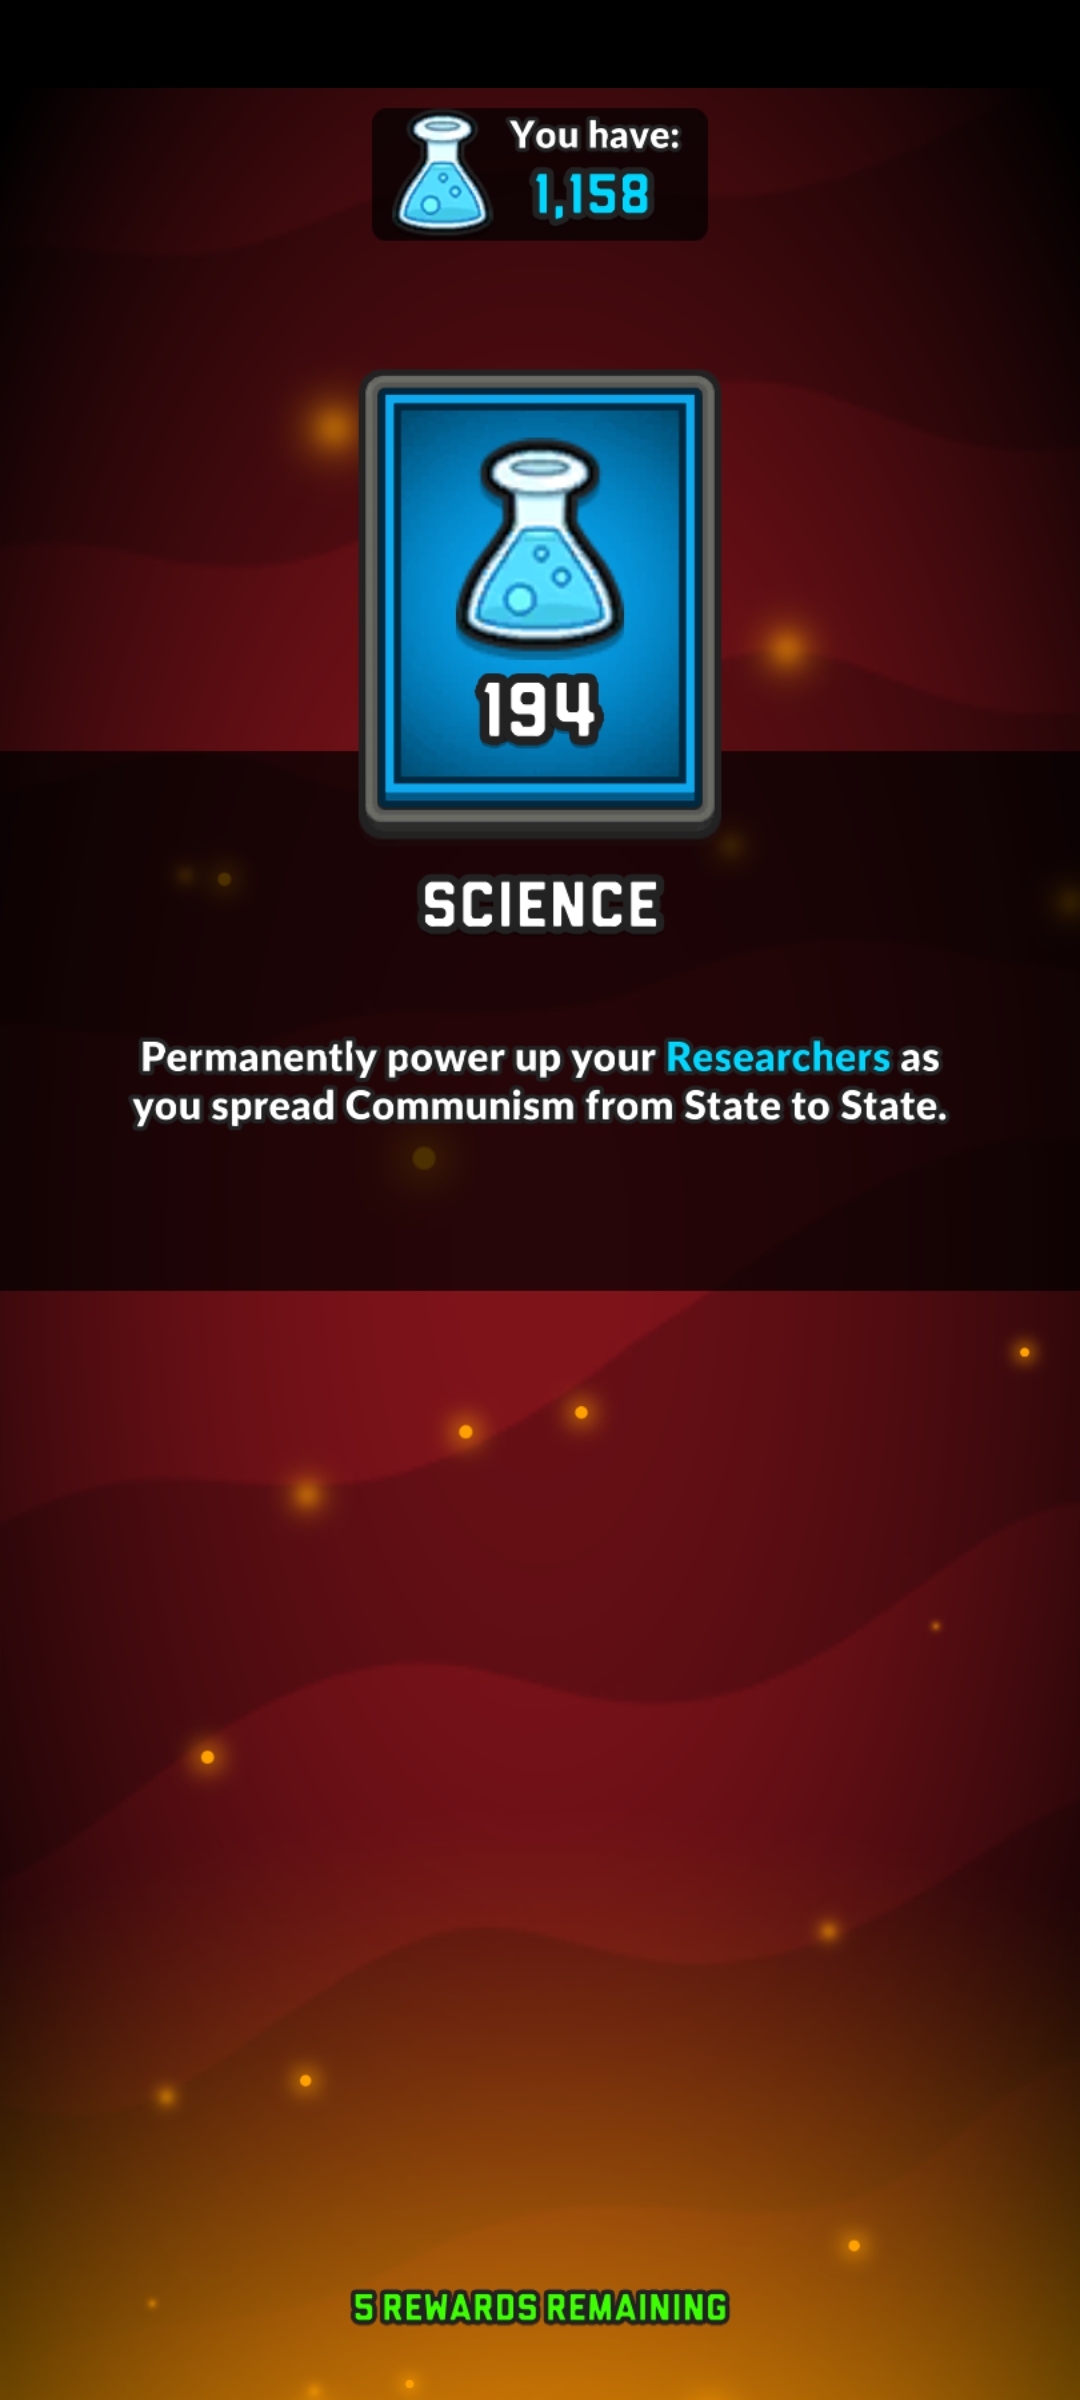 You have:
1,158
194
SCIENCE
Permanently power up your Researchers as
you spread Communism from State to State.
5 REWARDS REMAINING